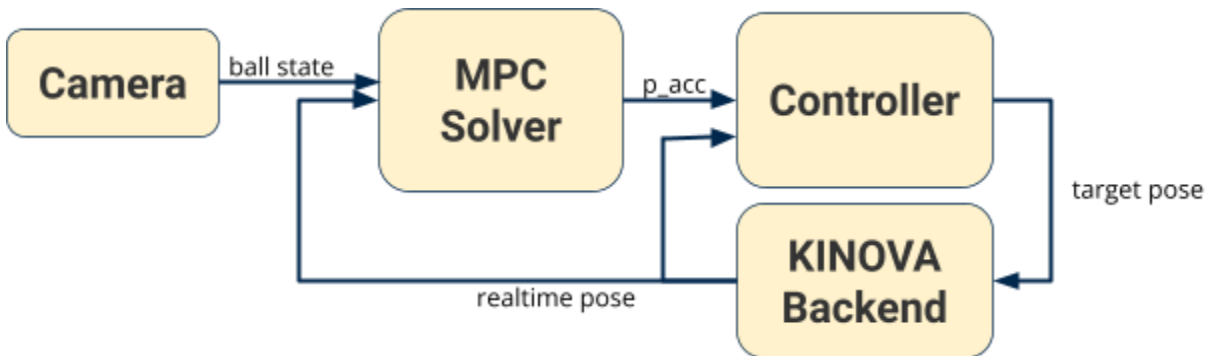 Camera
ball state
MPC
Solver
p_acc
Controller
target pose
KINOVA
Backend
realtime pose